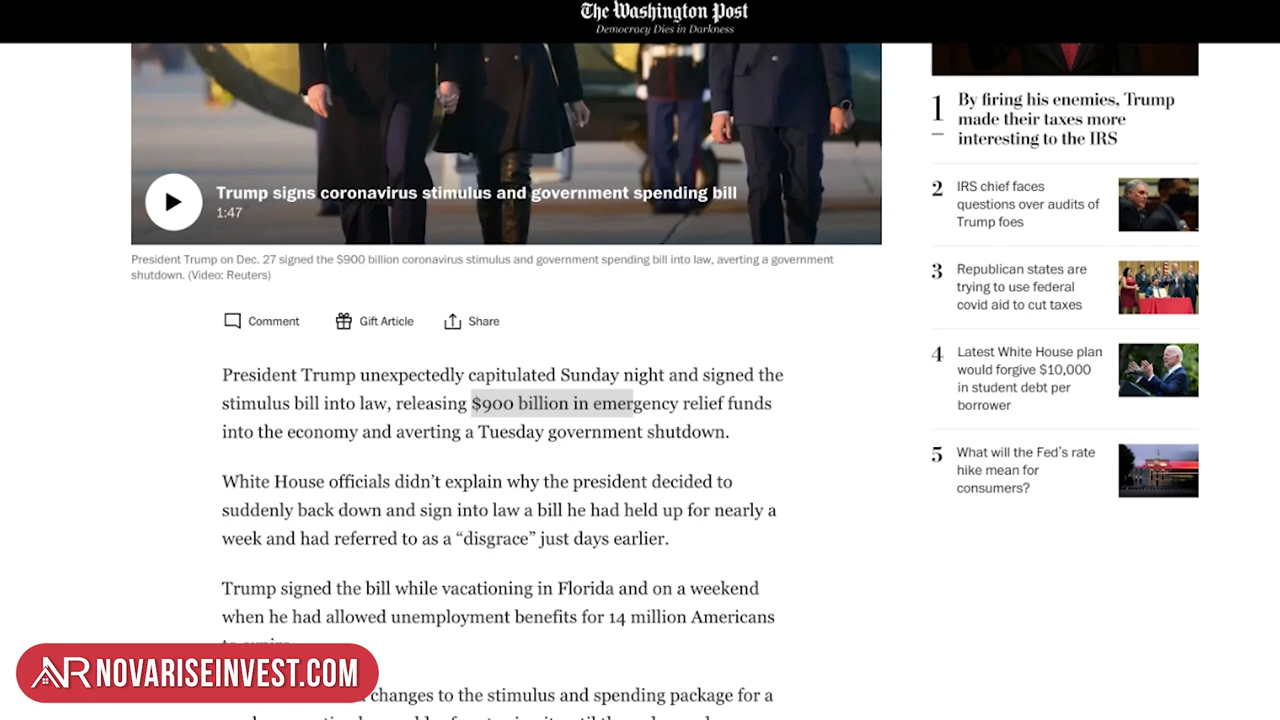 The Washington Post
Democracy Dies in Darkness
Trump signs coronavirus stimulus and government spending bill
1:47
President Trump on Dec. 27 signed the $900 billion coronavirus stimulus and government spending bill into law, averting a government
shutdown. (Video: Reuters)
Comment Gift Article Share
President Trump unexpectedly capitulated Sunday night and signed the
stimulus bill into law, releasing $900 billion in emergency relief funds
into the economy and averting a Tuesday government shutdown.
White House officials didn’t explain why the president decided to
suddenly back down and sign into law a bill he had held up for nearly a
week and had referred to as a “disgrace” just days earlier.
Trump signed the bill while vacationing in Florida and on a weekend
when he had allowed unemployment benefits for 14 million Americans
changes to the stimulus and spending package for a
1
By firing his enemies, Trump
made their taxes more
interesting to the IRS
2
IRS chief faces
questions over audits of
Trump foes
3
Republican states are
trying to use federal
covid aid to cut taxes
4
Latest White House plan
would forgive $10,000
in student debt per
borrower
5
What will the Fed’s rate
hike mean for
consumers?
NR NOVARISEINVEST.COM